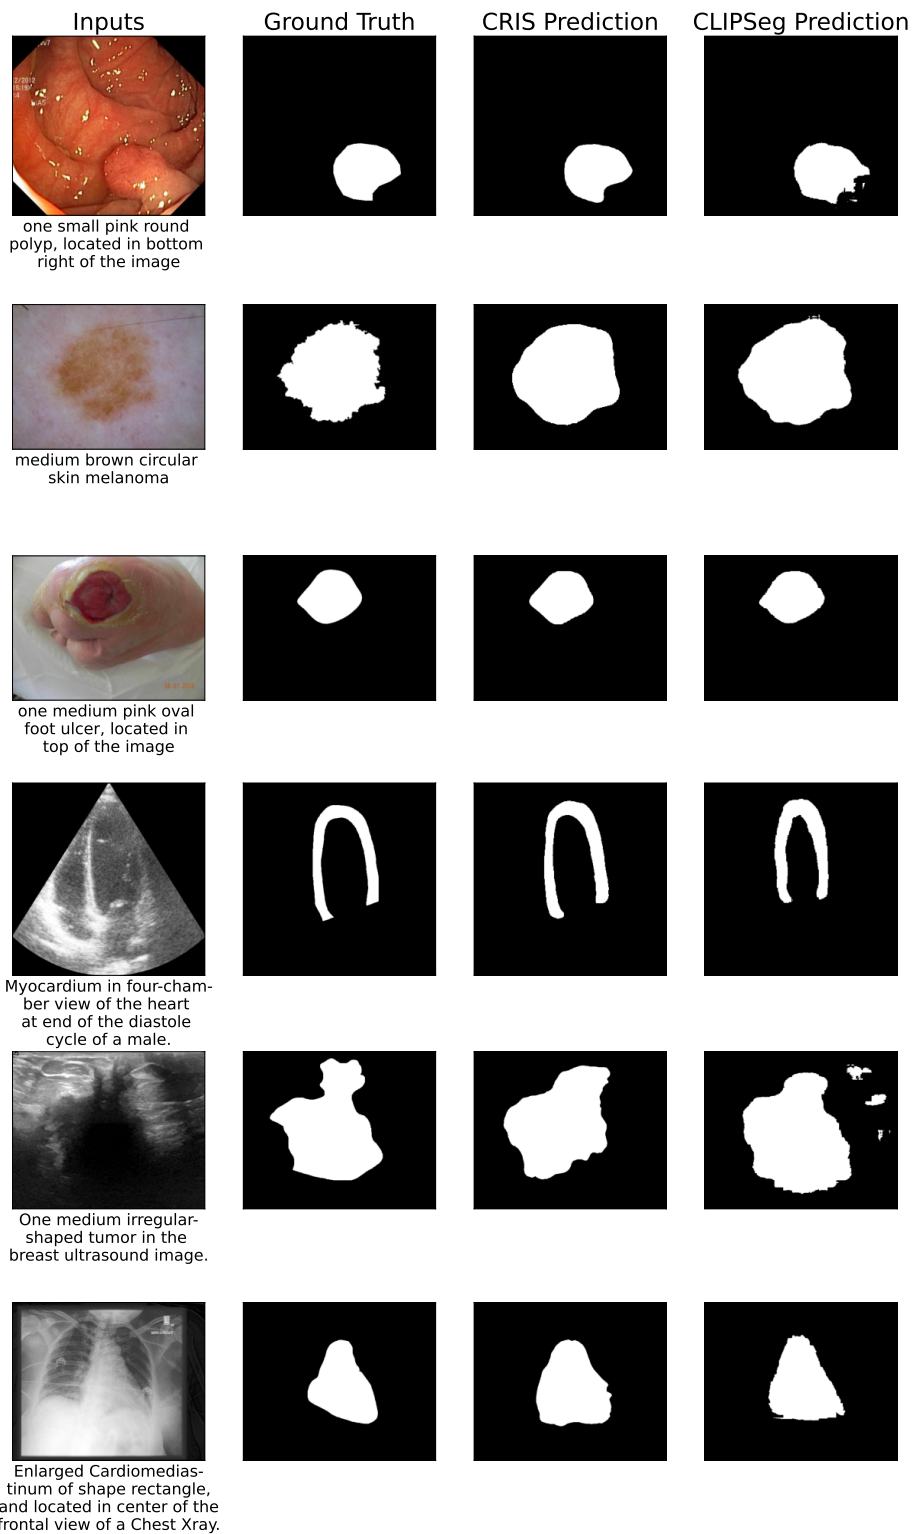 Inputs
Ground Truth
CRIS Prediction
CLIPSeg Prediction
one small pink round
polyp, located in bottom
right of the image
medium brown circular
skin melanoma
one medium pink oval
foot ulcer, located in
top of the image
Myocardium in four-cham-
ber view of the heart
at end of the diastole
cycle of a male.
One medium irregular-
shaped tumor in the
breast ultrasound image.
Enlarged Cardiomedias-
tinum of shape rectangle,
and located in center of the
frontal view of a Chest Xray.